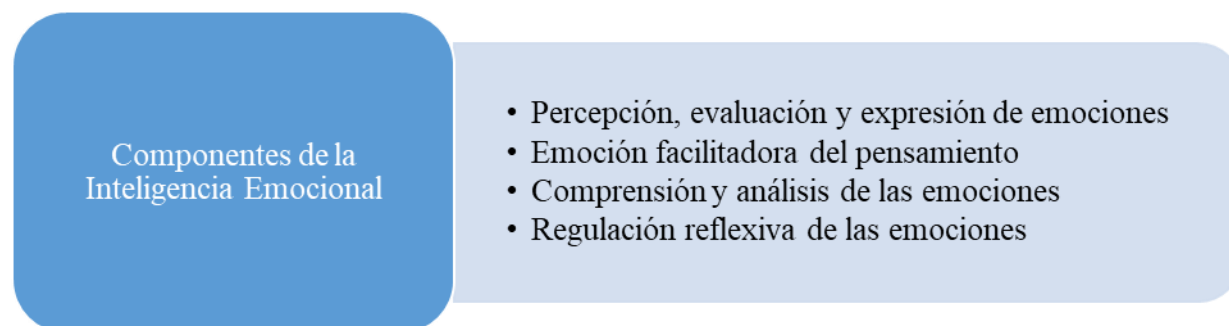 Componentes de la
Inteligencia Emocional
• Percepción, evaluación y expresión de emociones
• Emoción facilitadora del pensamiento
• Comprensión y análisis de las emociones
• Regulación reflexiva de las emociones